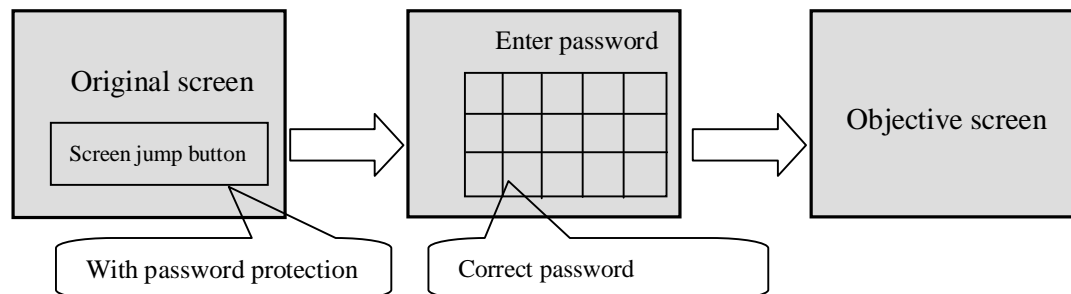 Original screen
Screen jump button
With password protection
Enter password
Correct password
Objective screen